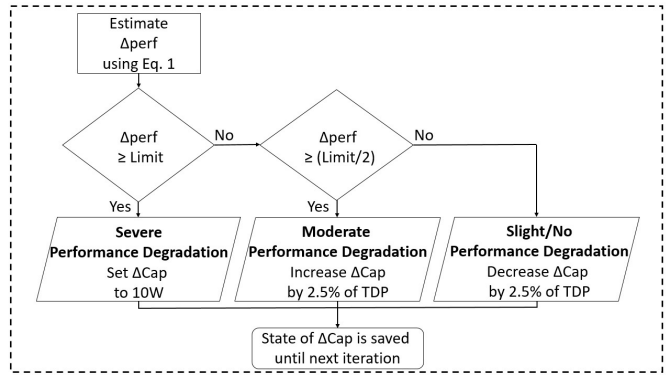 Estimate
Δperf
using Eq. 1
Δperf
≥ Limit
No
Δperf
≥ (Limit/2)
No
Yes
Yes
Severe
Performance Degradation
Set ΔCap
to 10W
Moderate
Performance Degradation
Increase ΔCap
by 2.5% of TDP
Slight/No
Performance Degradation
Decrease ΔCap
by 2.5% of TDP
State of ΔCap is saved
until next iteration